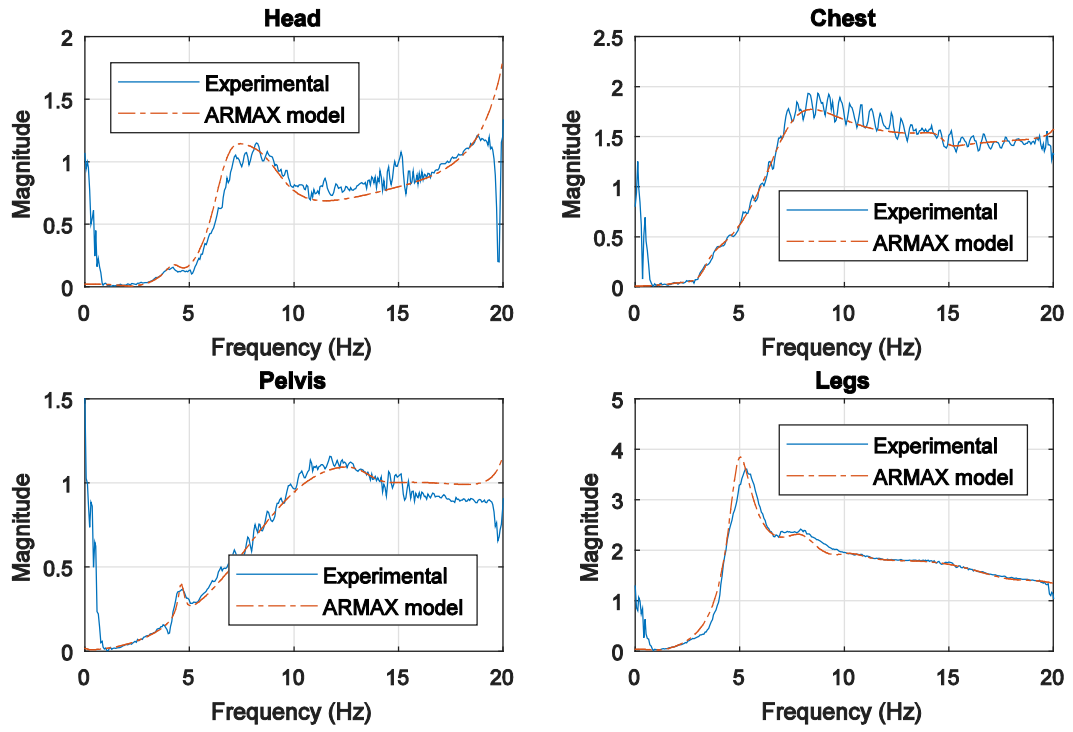 Head
2
1.5
1
0.5
0
Magnitude
Experimental
ARMAX model
0 5 10 15 20
Frequency (Hz)
Chest
2.5
2
1.5
1
0.5
0
Magnitude
Experimental
ARMAX model
0 5 10 15 20
Frequency (Hz)
Pelvis
1.5
1
0.5
0
Magnitude
Experimental
ARMAX model
0 5 10 15 20
Frequency (Hz)
Legs
5
4
3
2
1
0
Magnitude
Experimental
ARMAX model
0 5 10 15 20
Frequency (Hz)